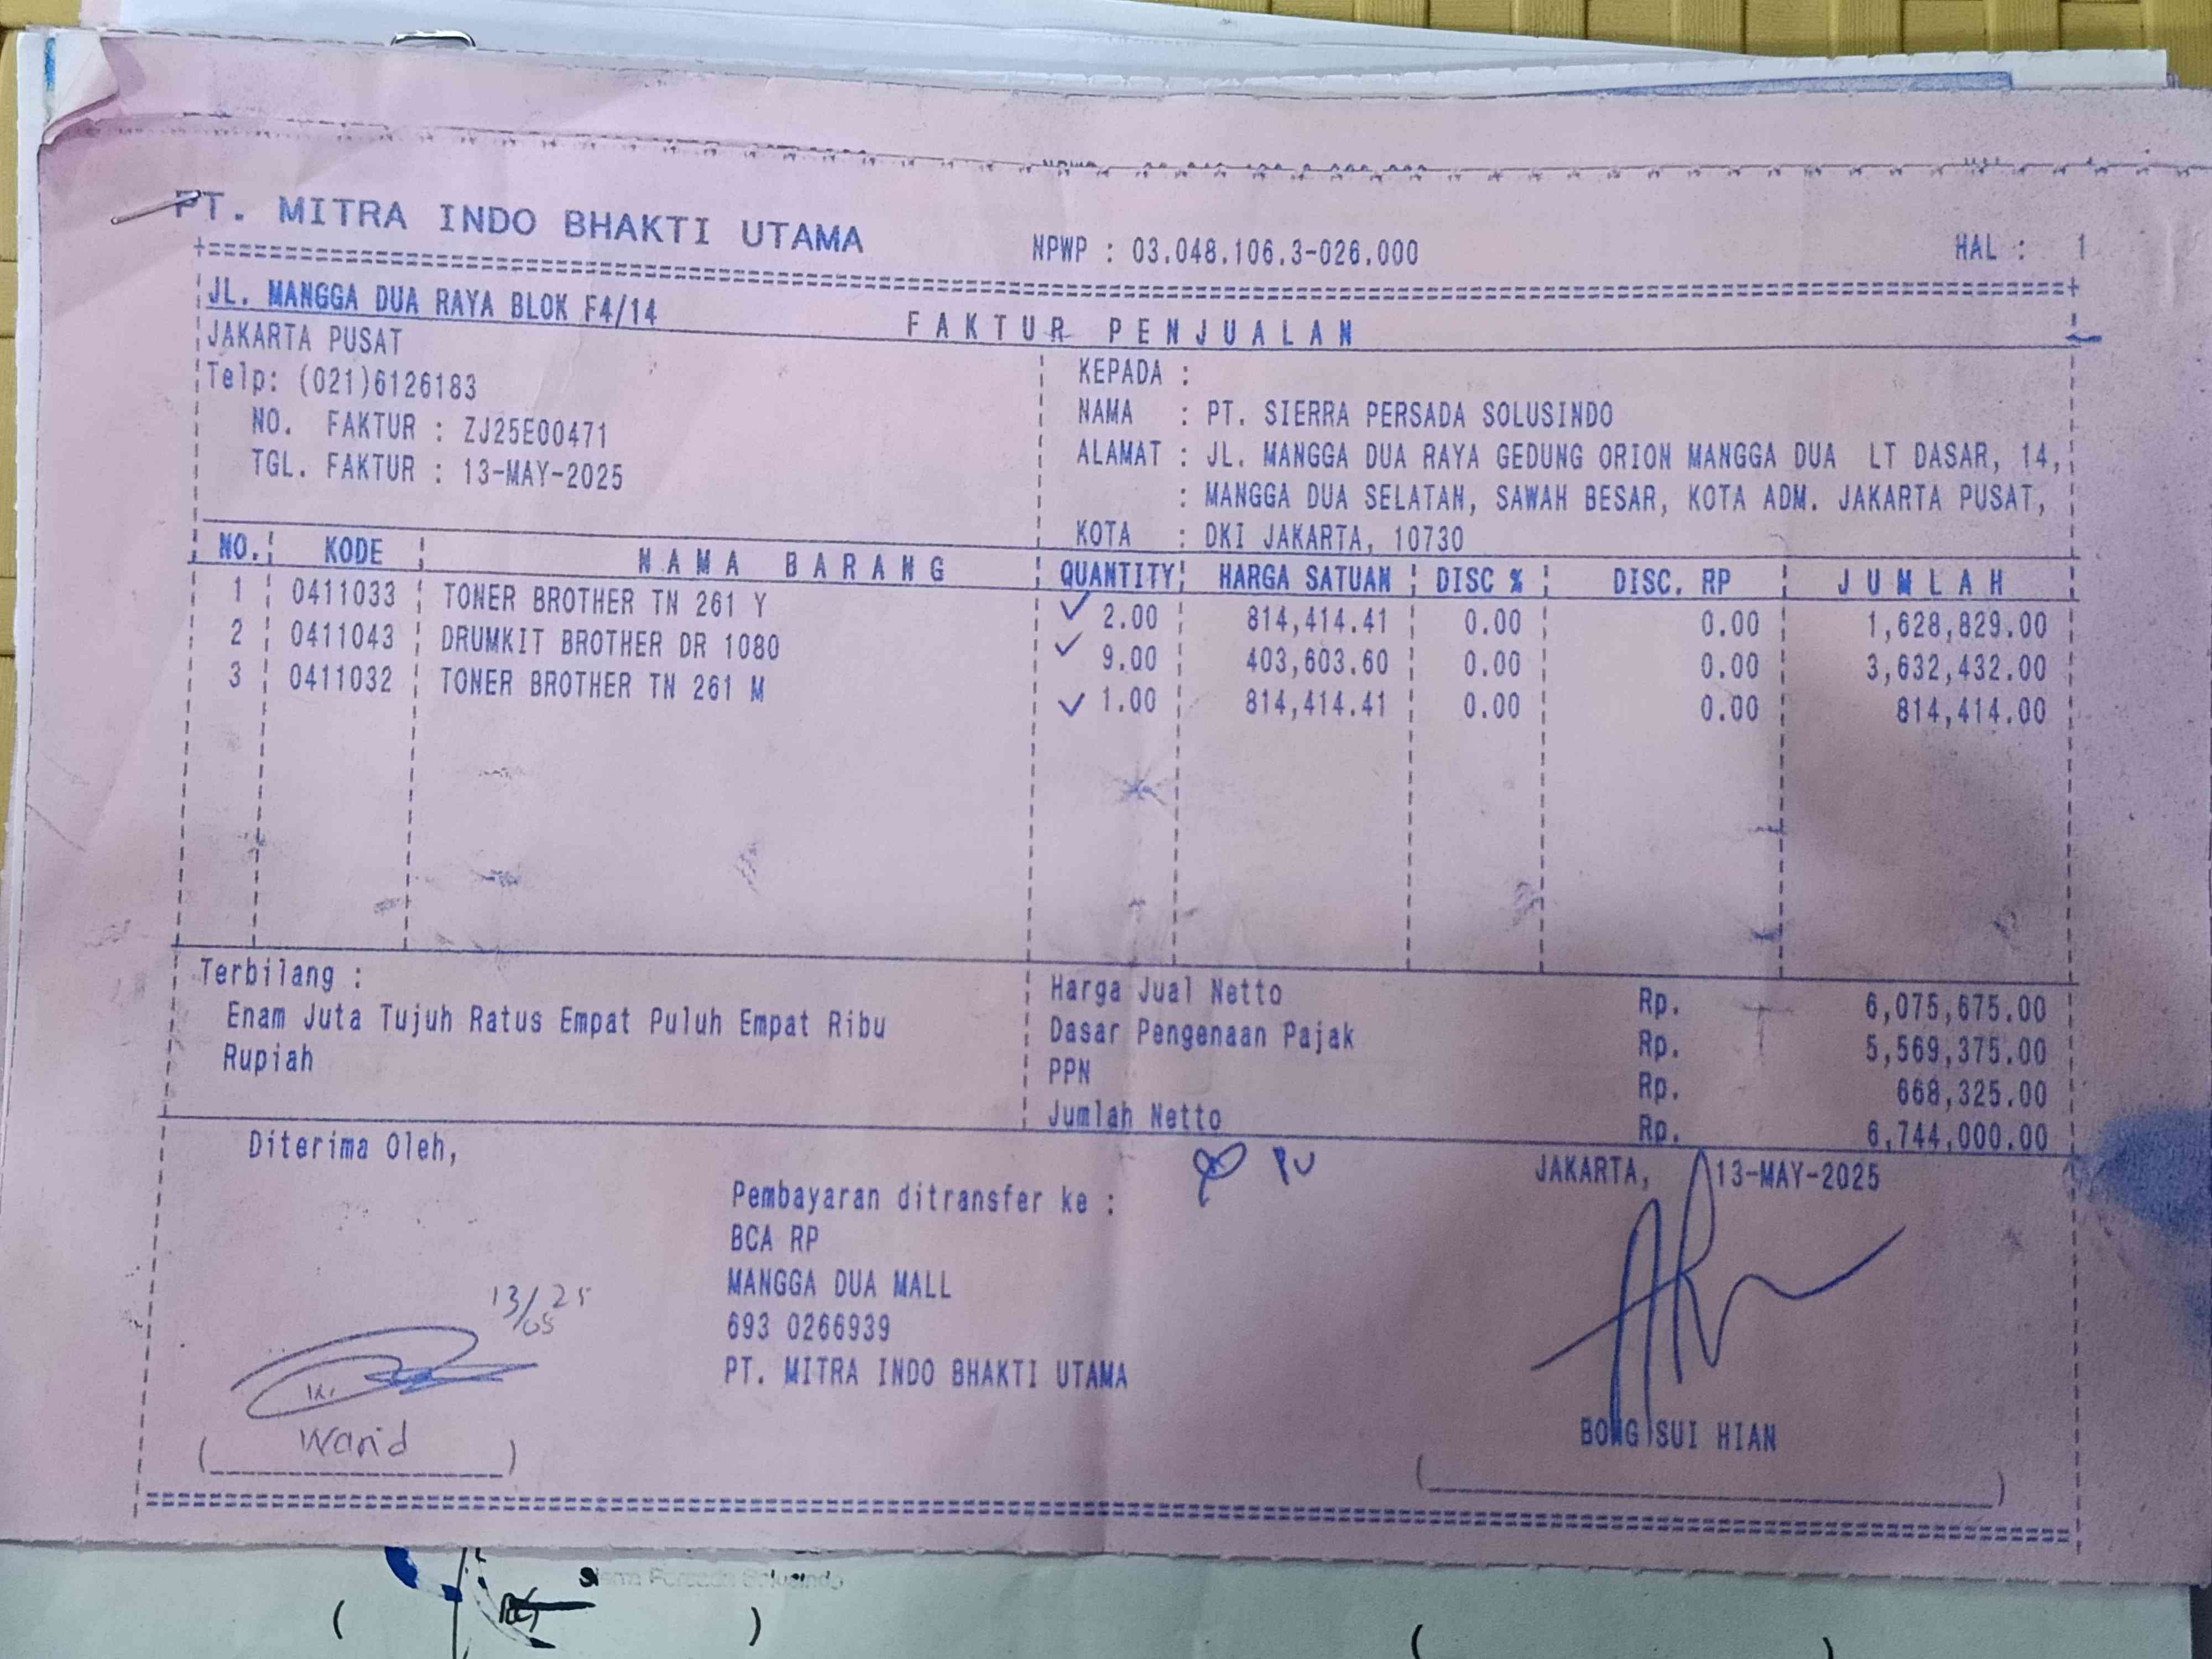 PT. MITRA INDO BHAKTI UTAMA
NPWP : 03.048.106.3-026.000
HAL : 1
JL. MANGGA DUA RAYA BLOK F4/14
JAKARTA PUSAT
Telp: (021)6126183
NO. FAKTUR : ZJ25E00471
TGL. FAKTUR : 13-MAY-2025
FAKTUR PENJUALAN
KEPADA :
NAMA : PT. SIERRA PERSADA SOLUSINDO
ALAMAT : JL. MANGGA DUA RAYA GEDUNG ORION MANGGA DUA LT DASAR, 14,
: MANGGA DUA SELATAN, SAWAH BESAR, KOTA ADM. JAKARTA PUSAT,
KOTA : DKI JAKARTA, 10730
NO. KODE NAMA BARANG QUANTITY HARGA SATUAN DISC % DISC. RP JUMLAH
1 0411033 TONER BROTHER TN 261 Y 2.00 814,414.41 0.00 0.00 1,628,829.00
2 0411043 DRUMKIT BROTHER DR 1080 9.00 403,603.60 0.00 0.00 3,632,432.00
3 0411032 TONER BROTHER TN 261 M 1.00 814,414.41 0.00 0.00 814,414.00
Terbilang :
Enam Juta Tujuh Ratus Empat Puluh Empat Ribu
Rupiah
Harga Jual Netto Rp. 6,075,675.00
Dasar Pengenaan Pajak Rp. 5,569,375.00
PPN Rp. 668,325.00
Jumlah Netto Rp. 6,744,000.00
Diterima Oleh,
13/05 25
Warid
Pembayaran ditransfer ke :
BCA RP
MANGGA DUA MALL
693 0266939
PT. MITRA INDO BHAKTI UTAMA
JAKARTA, 13-MAY-2025
BONG SUI HIAN